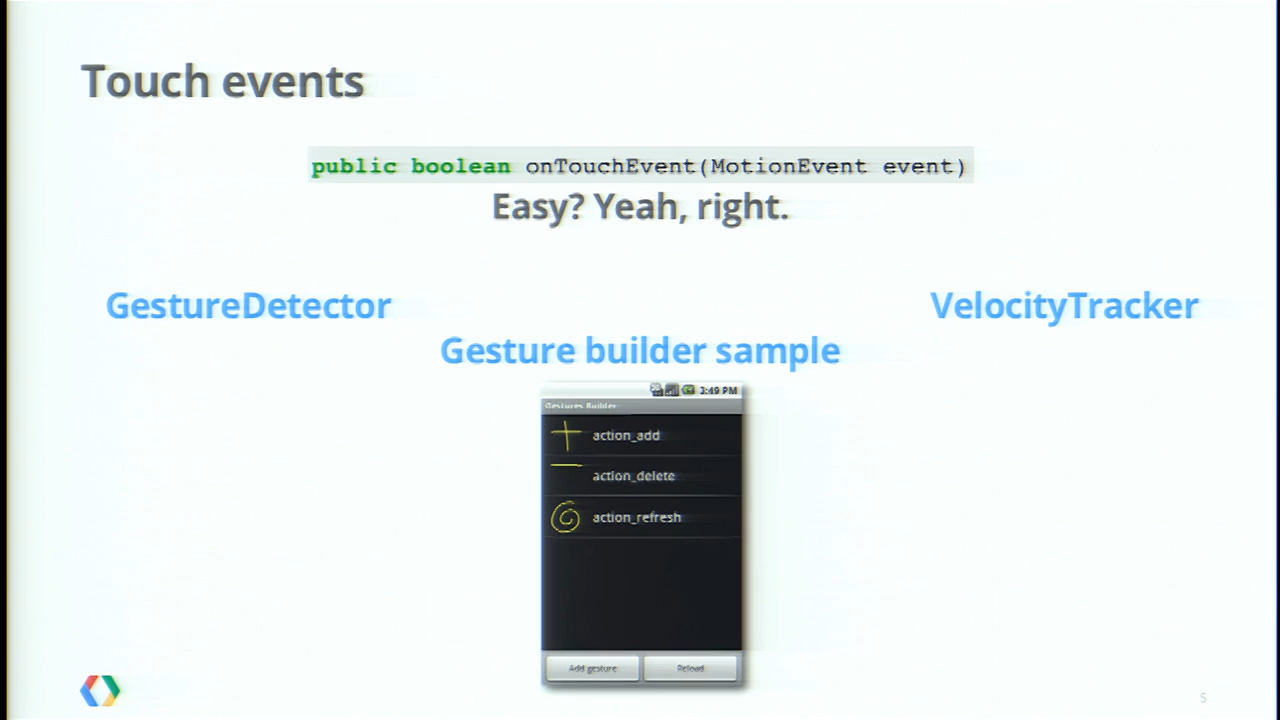 Touch events
public boolean onTouchEvent(MotionEvent event)
Easy? Yeah, right.
GestureDetector
VelocityTracker
Gesture builder sample
3:49 PM
Gestures Builder
action_add
action_delete
action_refresh
Add gesture
Reload
5